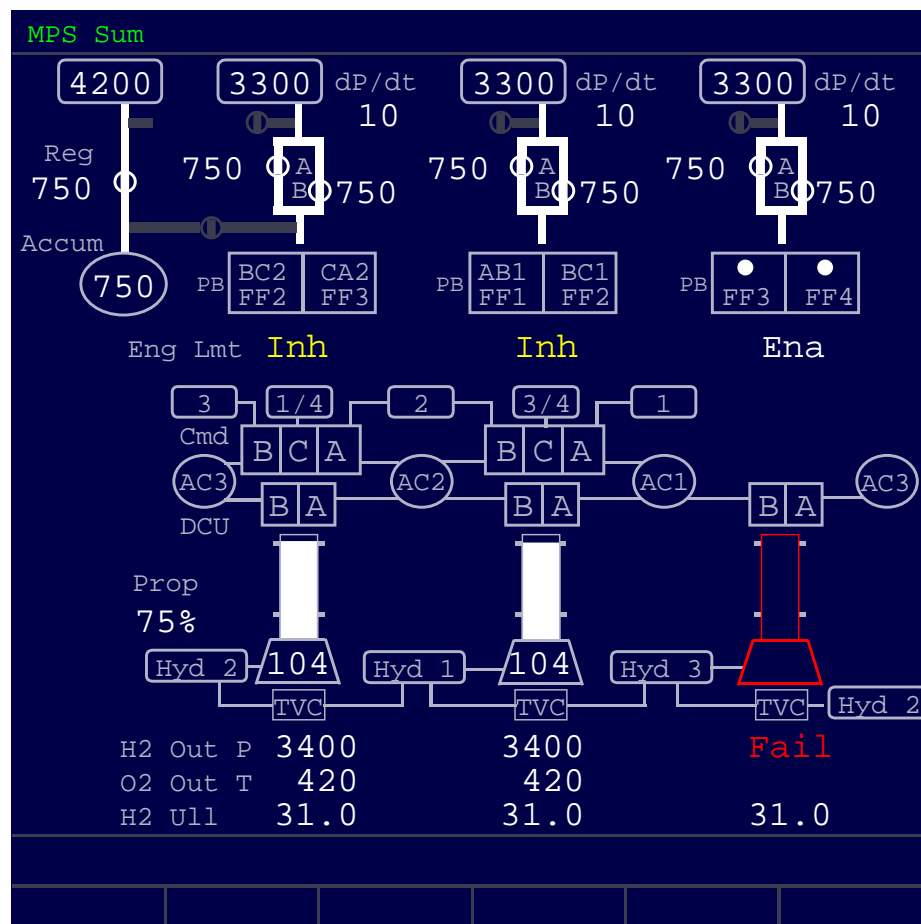 MPS Sum
4200 3300 dP/dt 3300 dP/dt 3300 dP/dt
10 10 10
Reg 750 A 750 A 750 A
750 B 750 B 750 B 750
Accum
750 PB BC2 CA2 PB AB1 BC1 PB
FF2 FF3 FF1 FF2 FF3 FF4
Eng Lmt Inh Inh Ena
3 1/4 2 3/4 1
Cmd B C A B C A
AC3 AC2 AC1 AC3
DCU B A B A B A
Prop
75%
Hyd 2 104 Hyd 1 104 Hyd 3
TVC TVC TVC Hyd 2
H2 Out P 3400 3400 Fail
O2 Out T 420 420
H2 Ull 31.0 31.0 31.0